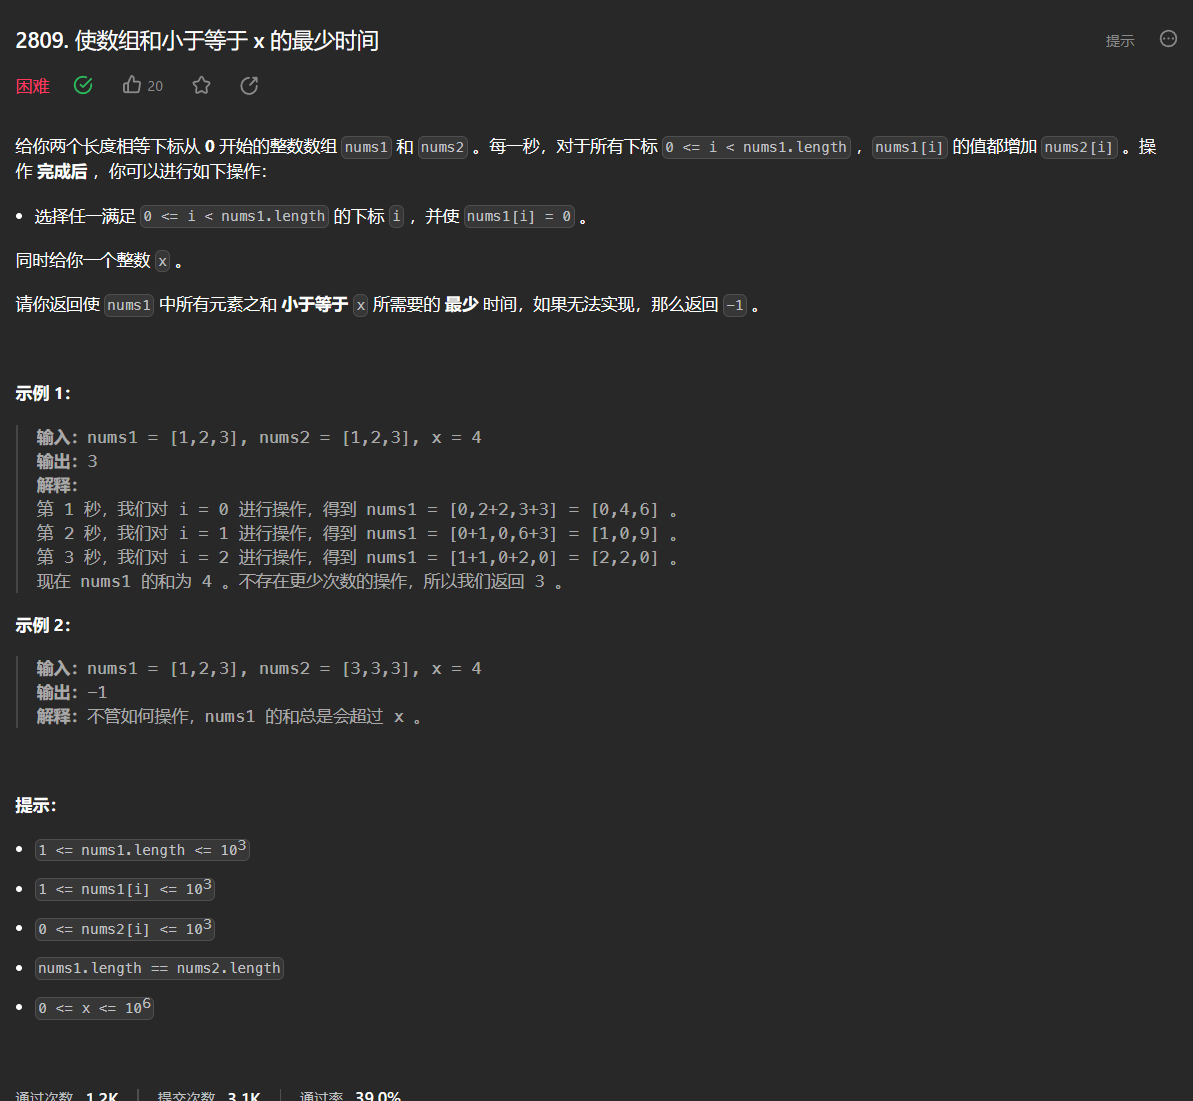 2809. 使数组和小于等于 x 的最少时间
提示
困难
20
给你两个长度相等下标从 0 开始的整数数组 nums1 和 nums2 。每一秒，对于所有下标 0 <= i < nums1.length ，nums1[i] 的值都增加 nums2[i] 。操
作 完成后 ，你可以进行如下操作：
• 选择任一满足 0 <= i < nums1.length 的下标 i ，并使 nums1[i] = 0 。
同时给你一个整数 x 。
请你返回使 nums1 中所有元素之和 小于等于 x 所需要的 最少 时间，如果无法实现，那么返回 -1 。
示例 1：
输入：nums1 = [1,2,3], nums2 = [1,2,3], x = 4
输出：3
解释：
第 1 秒，我们对 i = 0 进行操作，得到 nums1 = [0,2+2,3+3] = [0,4,6] 。
第 2 秒，我们对 i = 1 进行操作，得到 nums1 = [0+1,0,6+3] = [1,0,9] 。
第 3 秒，我们对 i = 2 进行操作，得到 nums1 = [1+1,0+2,0] = [2,2,0] 。
现在 nums1 的和为 4 。不存在更少次数的操作，所以我们返回 3 。
示例 2：
输入：nums1 = [1,2,3], nums2 = [3,3,3], x = 4
输出：-1
解释：不管如何操作，nums1 的和总是会超过 x 。
提示：
• 1 <= nums1.length <= 10³
• 1 <= nums1[i] <= 10³
• 0 <= nums2[i] <= 10³
• nums1.length == nums2.length
• 0 <= x <= 10⁶
通过次数 1.2K | 提交次数 3.1K | 通过率 39.0%